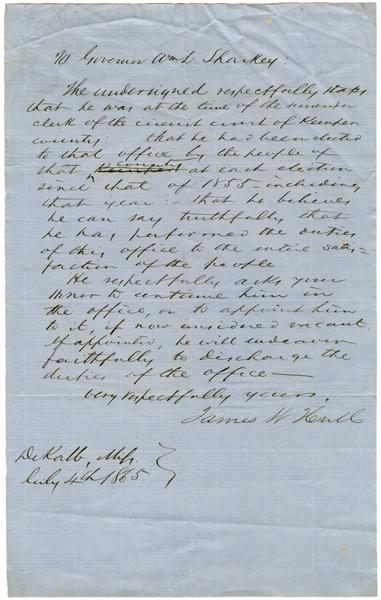 To Governor Wm L. Sharkey:
The undersigned respectfully states
that he was at the time of the surrender
clerk of the circuit court of Kemper
county: that he had been elected
to that office by the people of
that county at each election
since that of 1855 - including
that year: - that he believes
he can say truthfully that
he has performed the duties
of the office to the entire satis=
faction of the people
He respectfully asks your
Honor to continue him in
the office, or to appoint him
to it, if now considered vacant.
If appointed, he will endeavor
faithfully to discharge the
duties of the office —
very respectfully yours,
James W
DeKalb, Miss.
July 4th 1865.